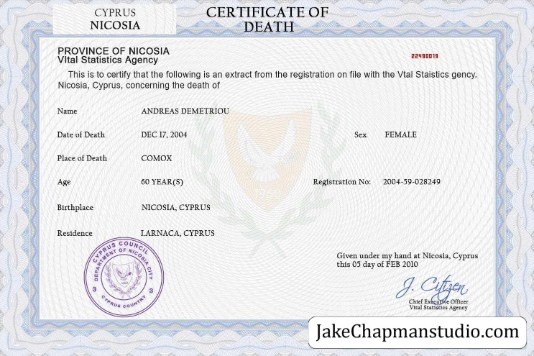 CYPRUS
NICOSIA
CERTIFICATE OF
DEATH
PROVINCE OF NICOSIA
Vital Statistics Agency
22490019
This is to certify that the following is an extract from the registration on file with the Vtal Staistics gency.
Nicosia, Cyprus, concerning the death of
Name ANDREAS DEMETRIOU
Date of Death DEC 17, 2004 Sex FEMALE
Place of Death COMOX
Age 60 YEAR(S) Registration No: 2004-59-028249
Birthplace NICOSIA, CYPRUS
Residence LARNACA, CYPRUS
CYPRUS COUNCIL
DEPARTMENT OF NICOSIA CITY
CYPRUS COUNTRY
Given under my hand at Nicosia, Cyprus
this 05 day of FEB 2010
J. Citizen
Chief Executive Officer
Vital Statistics Agency
JakeChapmanstudio.com